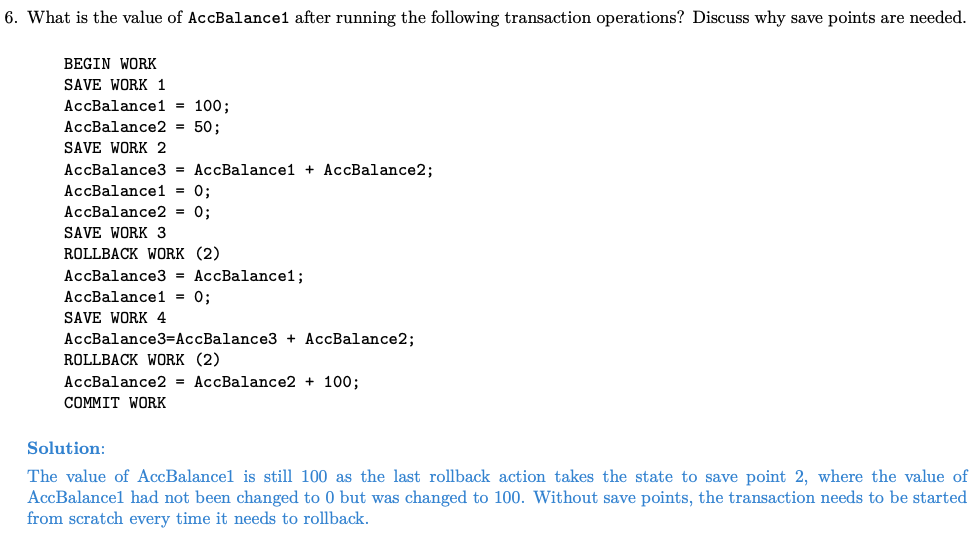 6. What is the value of AccBalance1 after running the following transaction operations? Discuss why save points are needed.
BEGIN WORK
SAVE WORK 1
AccBalance1 = 100;
AccBalance2 = 50;
SAVE WORK 2
AccBalance3 = AccBalance1 + AccBalance2;
AccBalance1 = 0;
AccBalance2 = 0;
SAVE WORK 3
ROLLBACK WORK (2)
AccBalance3 = AccBalance1;
AccBalance1 = 0;
SAVE WORK 4
AccBalance3=AccBalance3 + AccBalance2;
ROLLBACK WORK (2)
AccBalance2 = AccBalance2 + 100;
COMMIT WORK
Solution:
The value of AccBalance1 is still 100 as the last rollback action takes the state to save point 2, where the value of
AccBalance1 had not been changed to 0 but was changed to 100. Without save points, the transaction needs to be started
from scratch every time it needs to rollback.